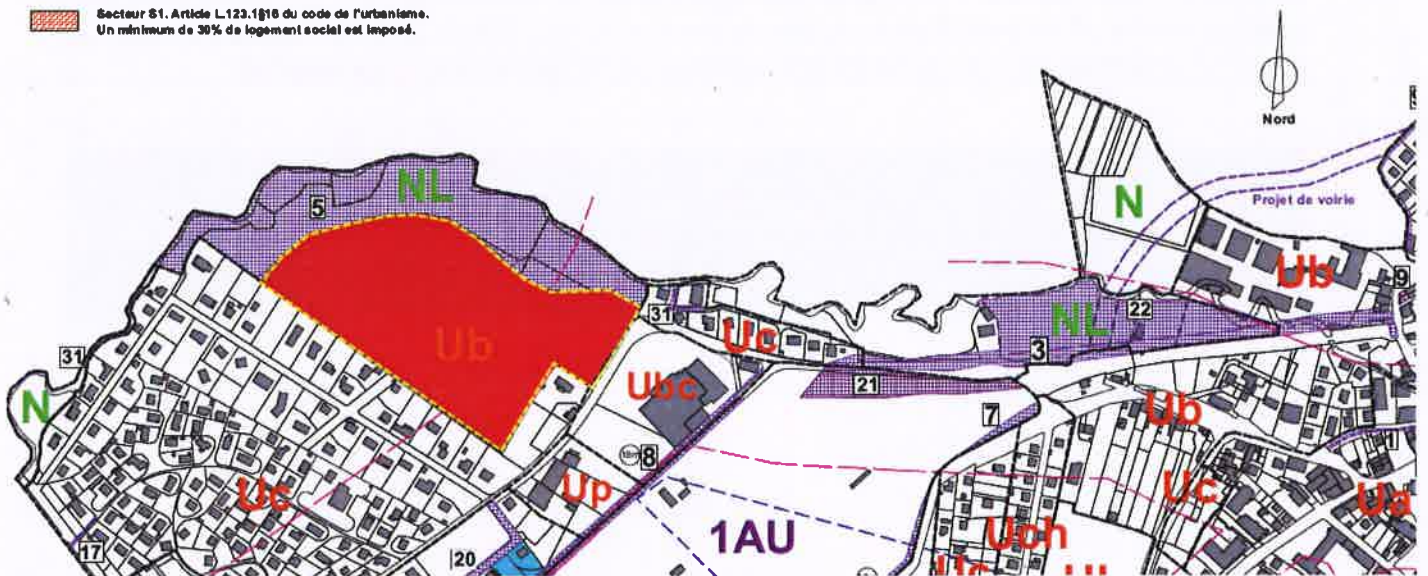 Secteur S1. Article L.123.1§16 du code de l'urbanisme.
Un minimum de 30% de logement social est imposé.
Nord
N
Projet de voirie
NL
5
Ub
9
31
Uc
NL
22
3
Ub
31
Ubc
21
N
7
Ub
8
Up
Uc
1
Uc
Ua
17
20
1AU
Uch